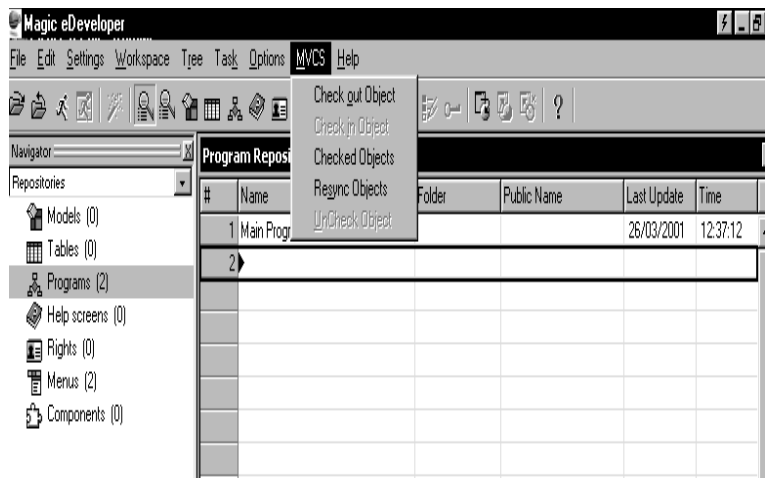 Magic eDeveloper
File Edit Settings Workspace Tree Task Options MVCS Help
Check out Object
Check in Object
Checked Objects
Resync Objects
UnCheck Object
Navigator
Repositories
Models (0)
Tables (0)
Programs (2)
Help screens (0)
Rights (0)
Menus (2)
Components (0)
Program Reposi
# Name Folder Public Name Last Update Time
1 Main Progr 26/03/2001 12:37:12
2